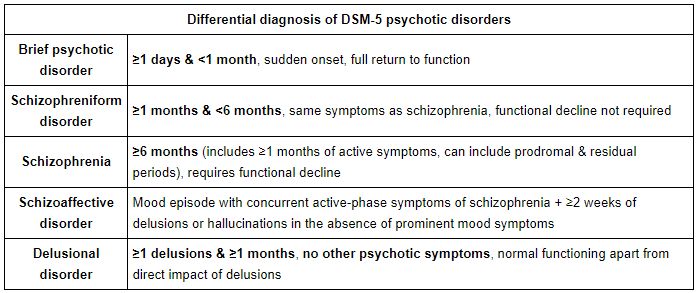 Differential diagnosis of DSM-5 psychotic disorders
Brief psychotic
disorder
≥1 days & <1 month, sudden onset, full return to function
Schizophreniform
disorder
≥1 months & <6 months, same symptoms as schizophrenia, functional decline not required
Schizophrenia
≥6 months (includes ≥1 months of active symptoms, can include prodromal & residual
periods), requires functional decline
Schizoaffective
disorder
Mood episode with concurrent active-phase symptoms of schizophrenia + ≥2 weeks of
delusions or hallucinations in the absence of prominent mood symptoms
Delusional
disorder
≥1 delusions & ≥1 months, no other psychotic symptoms, normal functioning apart from
direct impact of delusions